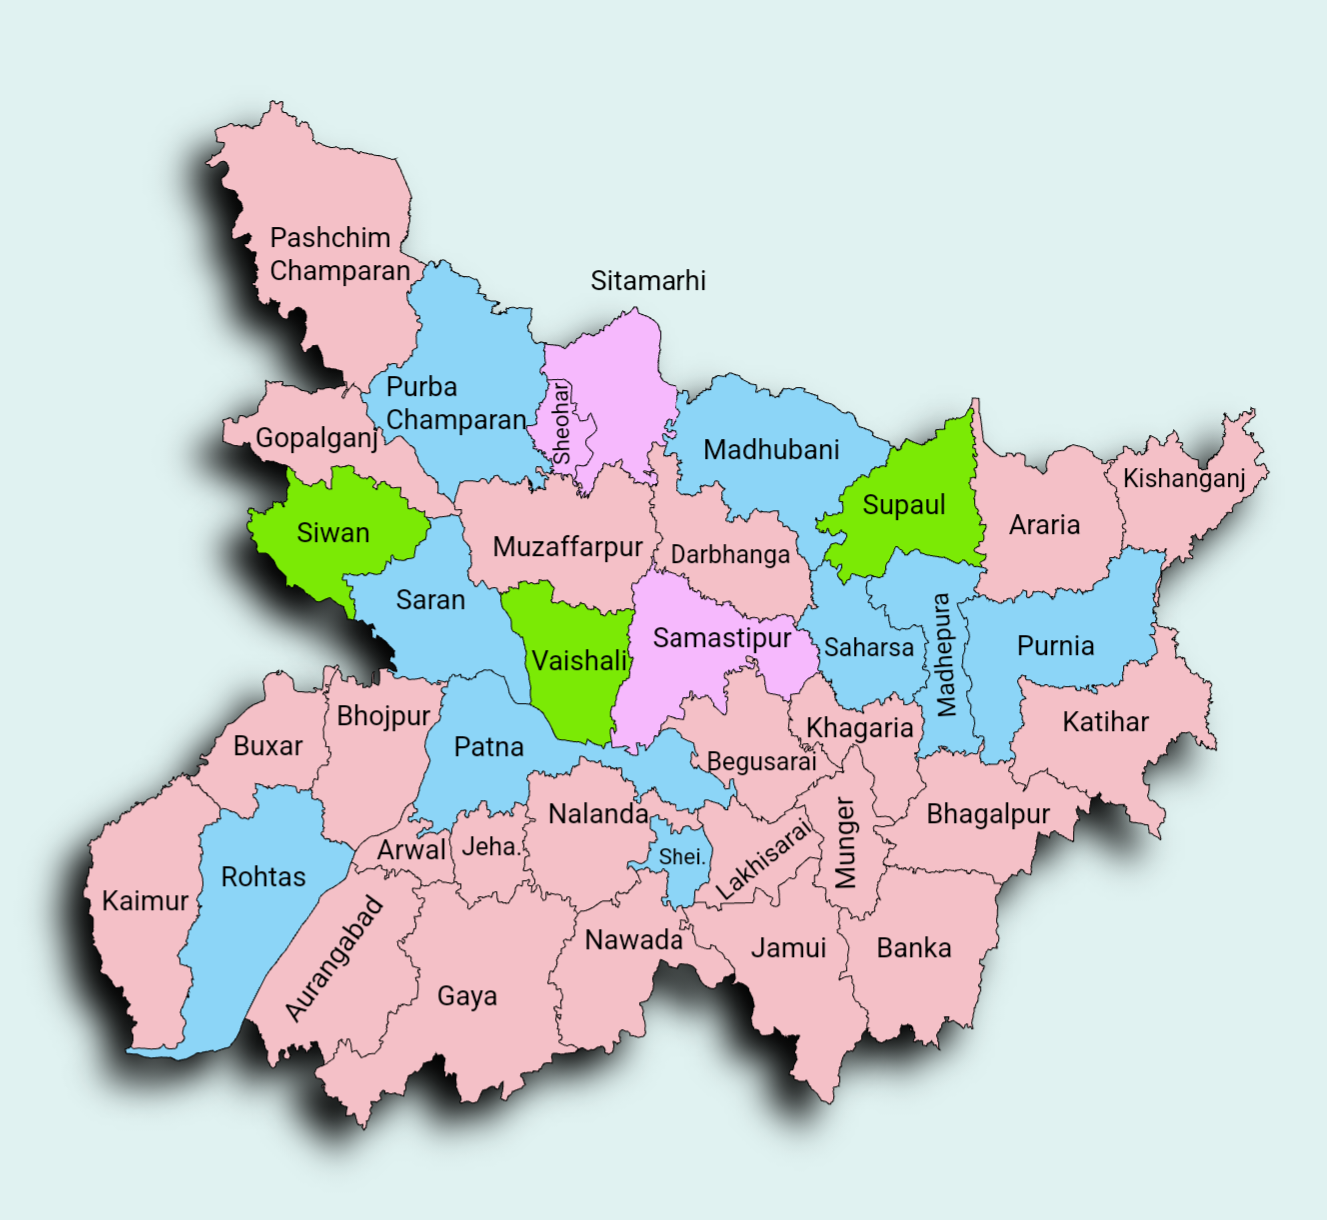 Pashchim
Champaran
Sitamarhi
Purba
Champaran
Sheohar
Gopalganj
Madhubani
Kishanganj
Supaul
Araria
Siwan
Muzaffarpur
Darbhanga
Saran
Samastipur
Vaishali
Saharsa
Madhepura
Purnia
Bhojpur
Khagaria
Katihar
Buxar
Patna
Begusarai
Nalanda
Bhagalpur
Munger
Arwal
Jeha.
Shei.
Lakhisarai
Rohtas
Kaimur
Aurangabad
Nawada
Jamui
Banka
Gaya